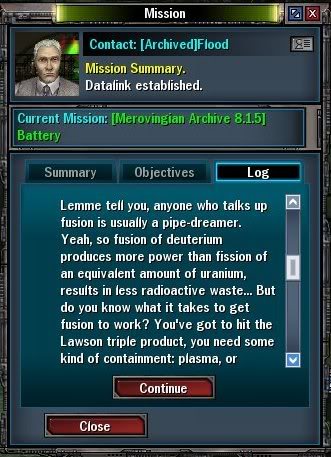 Mission
Contact: [Archived]Flood
Mission Summary.
Datalink established.
Current Mission: [Merovingian Archive 8.1.5]
Battery
Summary
Objectives
Log
Lemme tell you, anyone who talks up
fusion is usually a pipe-dreamer.
Yeah, so fusion of deuterium
produces more power than fission of
an equivalent amount of uranium,
results in less radioactive waste... But
do you know what it takes to get
fusion to work? You've got to hit the
Lawson triple product, you need some
kind of containment: plasma, or
Continue
Close